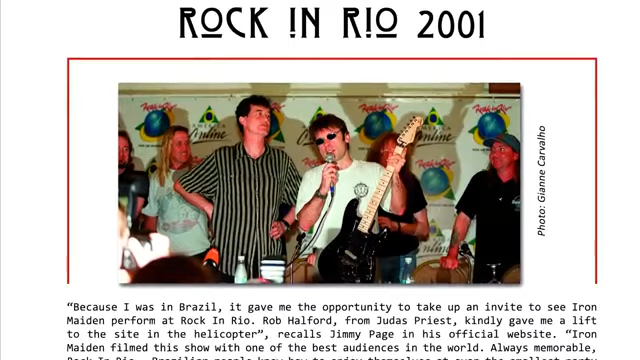 ROCK IN RIO 2001
Photo: Gianne Carvalho
“Because I was in Brazil, it gave me the opportunity to take up an invite to see Iron
Maiden perform at Rock In Rio. Rob Halford, from Judas Priest, kindly gave me a lift
to the site in the helicopter”, recalls Jimmy Page in his official website. “Iron
Maiden filmed this show with one of the best audiences in the world. Always memorable,